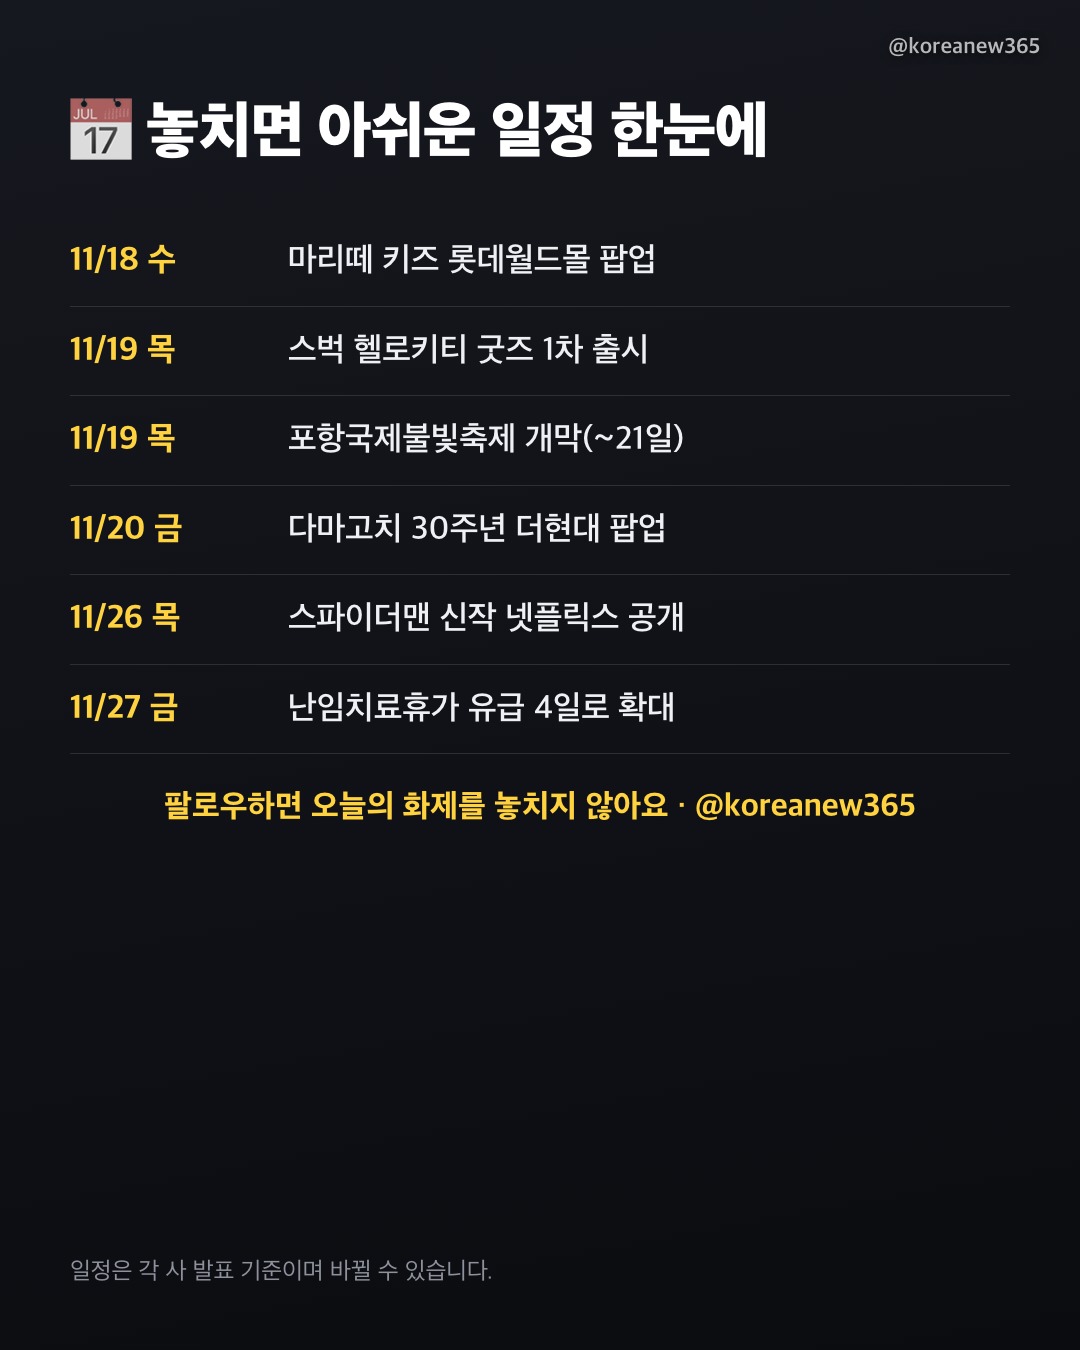 @koreanew365
JUL
17
놓치면 아쉬운 일정 한눈에
11/18 수 마리떼 키즈 롯데월드몰 팝업
11/19 목 스벅 헬로키티 굿즈 1차 출시
11/19 목 포항국제불빛축제 개막(~21일)
11/20 금 다마고치 30주년 더현대 팝업
11/26 목 스파이더맨 신작 넷플릭스 공개
11/27 금 난임치료휴가 유급 4일로 확대
팔로우하면 오늘의 화제를 놓치지 않아요 · @koreanew365
일정은 각 사 발표 기준이며 바뀔 수 있습니다.